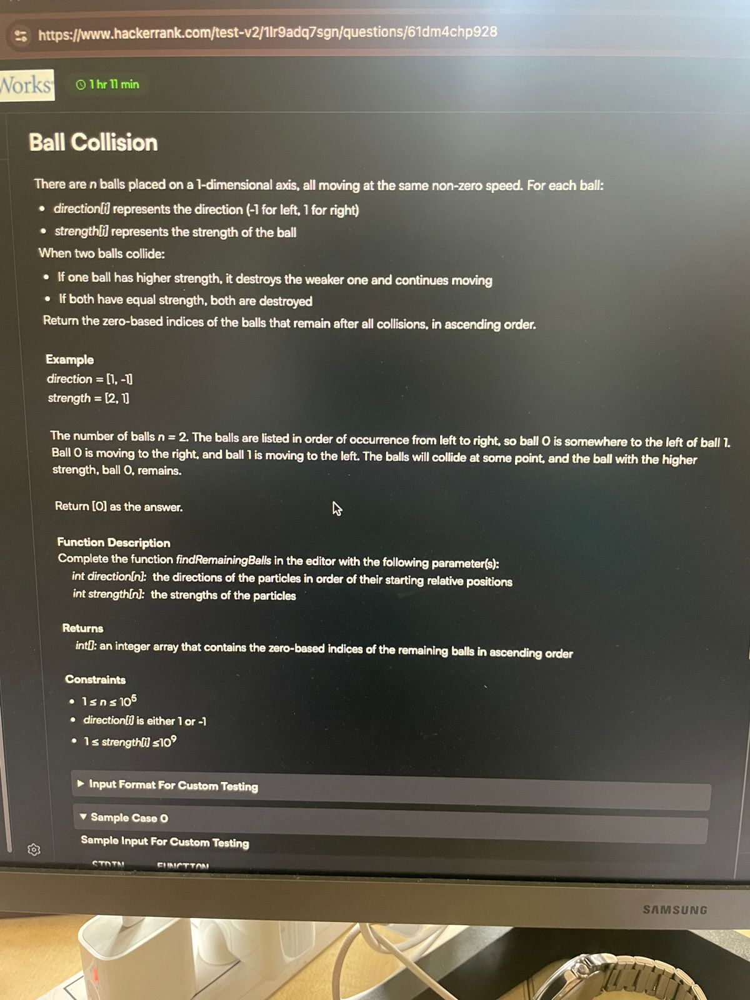 https://www.hackerrank.com/test-v2/1lr9adq7sgn/questions/61dm4chp928
Works
1 hr 11 min
Ball Collision
There are n balls placed on a 1-dimensional axis, all moving at the same non-zero speed. For each ball:
• direction[i] represents the direction (-1 for left, 1 for right)
• strength[i] represents the strength of the ball
When two balls collide:
• If one ball has higher strength, it destroys the weaker one and continues moving
• If both have equal strength, both are destroyed
Return the zero-based indices of the balls that remain after all collisions, in ascending order.
Example
direction = [1, -1]
strength = [2, 1]
The number of balls n = 2. The balls are listed in order of occurrence from left to right, so ball 0 is somewhere to the left of ball 1.
Ball 0 is moving to the right, and ball 1 is moving to the left. The balls will collide at some point, and the ball with the higher
strength, ball 0, remains.
Return [0] as the answer.
Function Description
Complete the function findRemainingBalls in the editor with the following parameter(s):
int direction[n]: the directions of the particles in order of their starting relative positions
int strength[n]: the strengths of the particles
Returns
int[]: an integer array that contains the zero-based indices of the remaining balls in ascending order
Constraints
• 1 ≤ n ≤ 10⁵
• direction[i] is either 1 or -1
• 1 ≤ strength[i] ≤10⁹
▶ Input Format For Custom Testing
▼ Sample Case 0
Sample Input For Custom Testing
STDIN FUNCTION
SAMSUNG